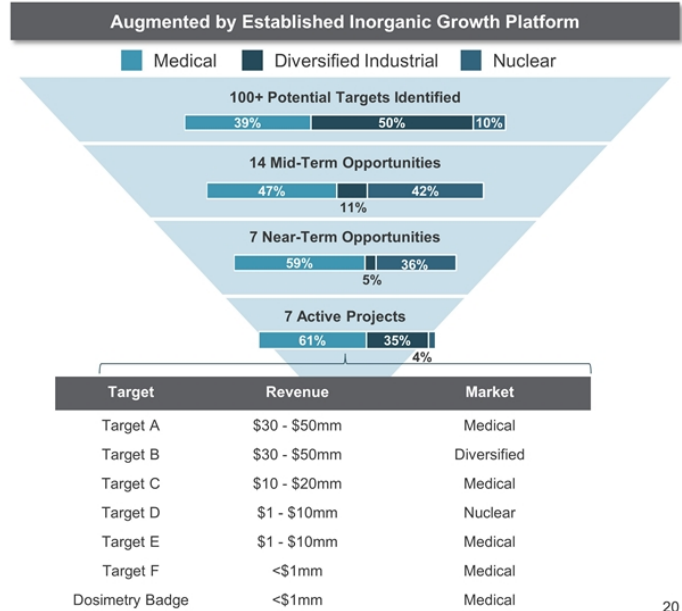 Augmented by Established Inorganic Growth Platform
Medical Diversified Industrial Nuclear
100+ Potential Targets Identified
39% 50% 10%
14 Mid-Term Opportunities
47% 42%
11%
7 Near-Term Opportunities
59% 36%
5%
7 Active Projects
61% 35%
4%
Target Revenue Market
Target A $30 - $50mm Medical
Target B $30 - $50mm Diversified
Target C $10 - $20mm Medical
Target D $1 - $10mm Nuclear
Target E $1 - $10mm Medical
Target F <$1mm Medical
Dosimetry Badge <$1mm Medical
20